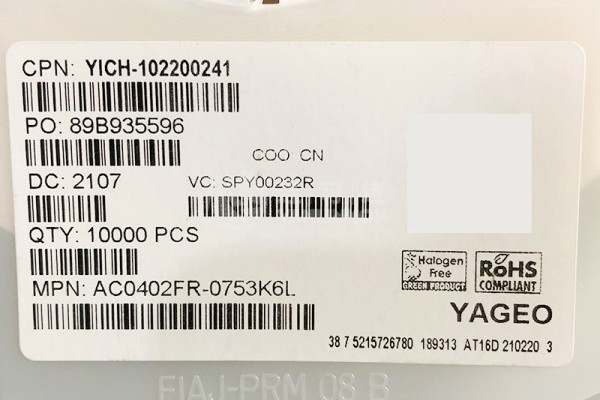 CPN: YICH-102200241
PO: 89B935596
COO CN
DC: 2107
VC: SPY00232R
QTY: 10000 PCS
MPN: AC0402FR-0753K6L
Halogen
Free
GREEN PRODUCT
RoHS
COMPLIANT
YAGEO
38 7 5215726780 189313 AT16D 210220 3
EIAJ-PRM 08 B